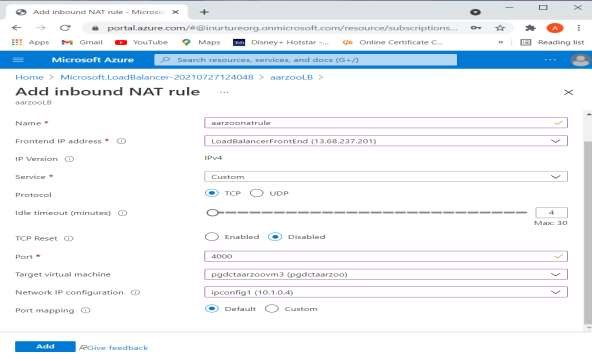 Add inbound NAT rule - Microso
portal.azure.com/#@inurtureorg.onmicrosoft.com/resource/subscriptions...
A
Apps Gmail YouTube Maps Disney+ Hotstar -... Online Certificate C... » Reading list
Microsoft Azure Search resources, services, and docs (G+/) ...
Home > Microsoft.LoadBalancer-20210727124048 > aarzooLB >
Add inbound NAT rule ...
aarzooLB
Name * aarzoonatrule
Frontend IP address * LoadBalancerFrontEnd (13.68.237.201)
IP Version IPv4
Service * Custom
Protocol TCP UDP
Idle timeout (minutes) 4
Max: 30
TCP Reset Enabled Disabled
Port * 4000
Target virtual machine pgdctaarzoovm3 (pgdctaarzoo)
Network IP configuration ipconfig1 (10.1.0.4)
Port mapping Default Custom
Add Give feedback